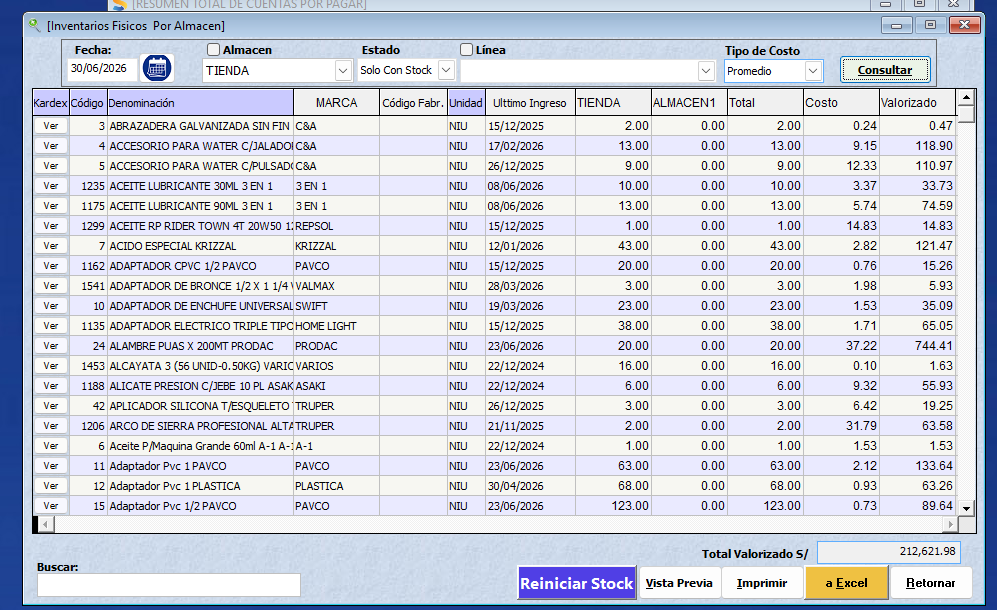 [RESUMEN TOTAL DE CUENTAS POR PAGAR]
[Inventarios Fisicos Por Almacen]
Fecha: Almacen Estado Línea Tipo de Costo
30/06/2026 TIENDA Solo Con Stock Promedio Consultar
Kardex Código Denominación MARCA Código Fabr. Unidad Ultimo Ingreso TIENDA ALMACEN1 Total Costo Valorizado
Ver 3 ABRAZADERA GALVANIZADA SIN FIN C&A NIU 15/12/2025 2.00 0.00 2.00 0.24 0.47
Ver 4 ACCESORIO PARA WATER C/JALADO C&A NIU 17/02/2026 13.00 0.00 13.00 9.15 118.90
Ver 5 ACCESORIO PARA WATER C/PULSAD C&A NIU 26/12/2025 9.00 0.00 9.00 12.33 110.97
Ver 1235 ACEITE LUBRICANTE 30ML 3 EN 1 3 EN 1 NIU 08/06/2026 10.00 0.00 10.00 3.37 33.73
Ver 1175 ACEITE LUBRICANTE 90ML 3 EN 1 3 EN 1 NIU 08/06/2026 13.00 0.00 13.00 5.74 74.59
Ver 1299 ACEITE RP RIDER TOWN 4T 20W50 1 REPSOL NIU 15/12/2025 1.00 0.00 1.00 14.83 14.83
Ver 7 ACIDO ESPECIAL KRIZZAL KRIZZAL NIU 12/01/2026 43.00 0.00 43.00 2.82 121.47
Ver 1162 ADAPTADOR CPVC 1/2 PAVCO PAVCO NIU 15/12/2025 20.00 0.00 20.00 0.76 15.26
Ver 1541 ADAPTADOR DE BRONCE 1/2 X 1 1/4 VALMAX NIU 28/03/2026 3.00 0.00 3.00 1.98 5.93
Ver 10 ADAPTADOR DE ENCHUFE UNIVERSAL SWIFT NIU 19/03/2026 23.00 0.00 23.00 1.53 35.09
Ver 1135 ADAPTADOR ELECTRICO TRIPLE TIPO HOME LIGHT NIU 15/12/2025 38.00 0.00 38.00 1.71 65.05
Ver 24 ALAMBRE PUAS X 200MT PRODAC PRODAC NIU 23/06/2026 20.00 0.00 20.00 37.22 744.41
Ver 1453 ALCAYATA 3 (56 UNID-0.50KG) VARIO VARIOS NIU 22/12/2024 16.00 0.00 16.00 0.10 1.63
Ver 1188 ALICATE PRESION C/JEBE 10 PL ASAK ASAKI NIU 22/12/2024 6.00 0.00 6.00 9.32 55.93
Ver 42 APLICADOR SILICONA T/ESQUELETO TRUPER NIU 26/12/2025 3.00 0.00 3.00 6.42 19.25
Ver 1206 ARCO DE SIERRA PROFESIONAL ALTA TRUPER NIU 21/11/2025 2.00 0.00 2.00 31.79 63.58
Ver 6 Aceite P/Maquina Grande 60ml A-1 A-1 A-1 NIU 22/12/2024 1.00 0.00 1.00 1.53 1.53
Ver 11 Adaptador Pvc 1 PAVCO PAVCO NIU 23/06/2026 63.00 0.00 63.00 2.12 133.64
Ver 12 Adaptador Pvc 1 PLASTICA PLASTICA NIU 30/04/2026 68.00 0.00 68.00 0.93 63.26
Ver 15 Adaptador Pvc 1/2 PAVCO PAVCO NIU 23/06/2026 123.00 0.00 123.00 0.73 89.64
Total Valorizado S/ 212,621.98
Buscar:
Reiniciar Stock Vista Previa Imprimir a Excel Retornar